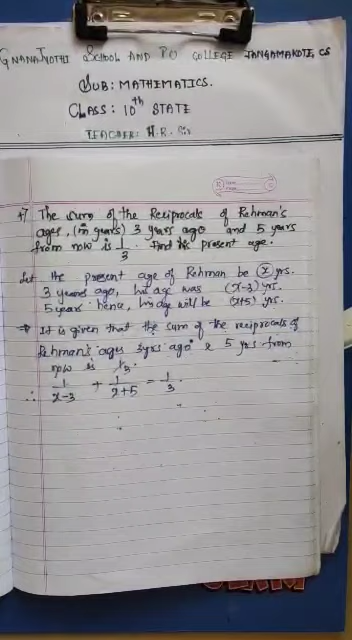 GNANAJYOTHI SCHOOL AND PU COLLEGE JANGAMAKOTE, CS
SUB: MATHEMATICS.
CLASS: 10th STATE
TEACHER: H.R. Sir
4) The sum of the Reciprocals of Rehman's
ages, (in years) 3 years ago and 5 years
from now is 1/3. Find his present age.
Let the present age of Rehman be x yrs.
3 years ago, his age was (x-3) yrs.
5 years hence, his age will be (x+5) yrs.
⇒ It is given that the sum of the reciprocals of
Rehman's ages 3yrs ago & 5 yrs from
now is 1/3.
∴ 1/x-3 + 1/x+5 = 1/3.